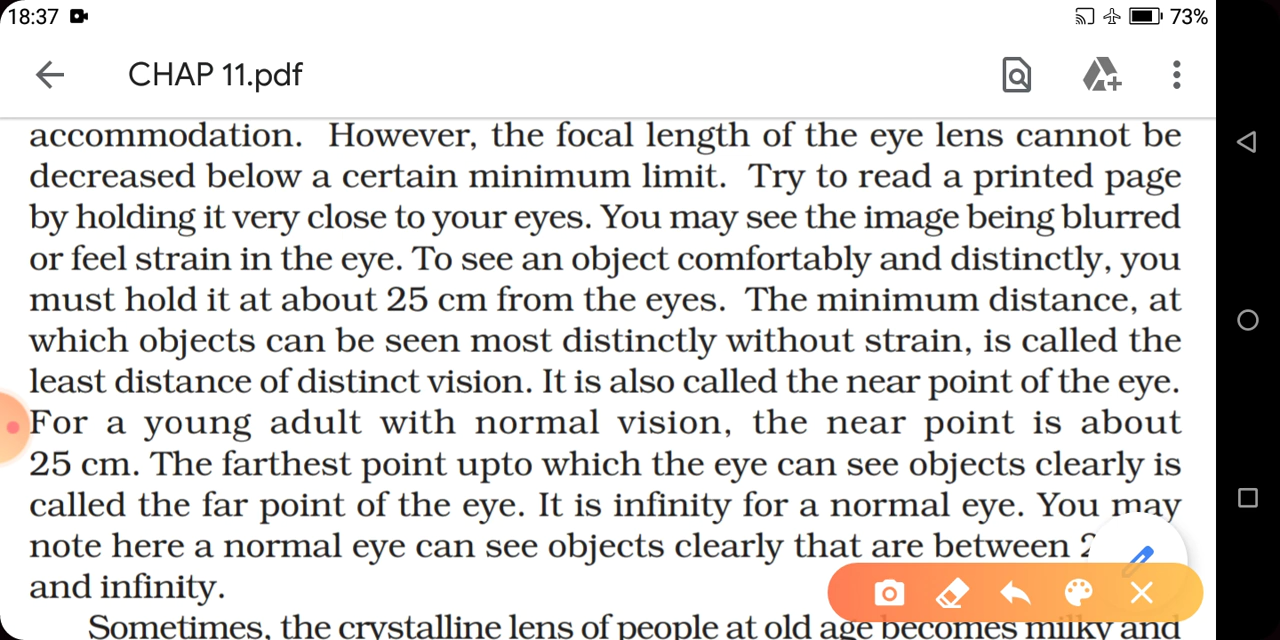 18:37
73%
CHAP 11.pdf
accommodation. However, the focal length of the eye lens cannot be
decreased below a certain minimum limit. Try to read a printed page
by holding it very close to your eyes. You may see the image being blurred
or feel strain in the eye. To see an object comfortably and distinctly, you
must hold it at about 25 cm from the eyes. The minimum distance, at
which objects can be seen most distinctly without strain, is called the
least distance of distinct vision. It is also called the near point of the eye.
For a young adult with normal vision, the near point is about
25 cm. The farthest point upto which the eye can see objects clearly is
called the far point of the eye. It is infinity for a normal eye. You may
note here a normal eye can see objects clearly that are between
and infinity.
Sometimes, the crystalline lens of people at old age becomes milky and